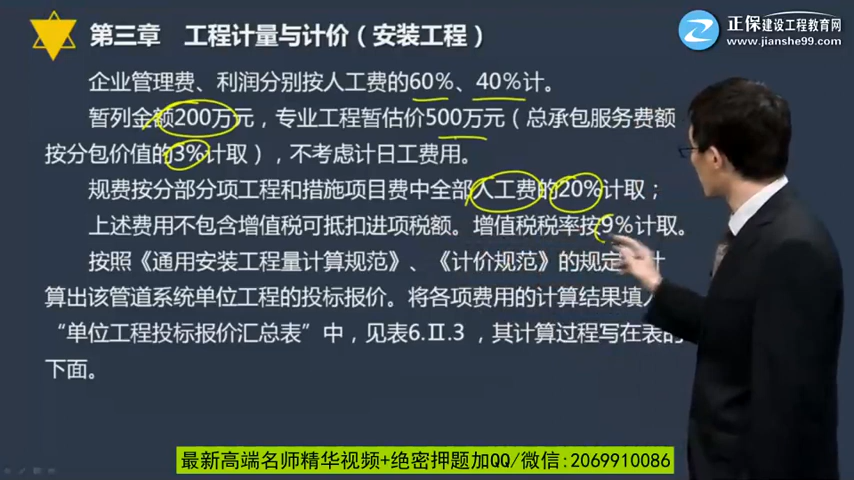 第三章 工程计量与计价（安装工程）
正保建设工程教育网
www.jianshe99.com
企业管理费、利润分别按人工费的60%、40%计。
暂列金额200万元，专业工程暂估价500万元（总承包服务费额
按分包价值的3%计取），不考虑计日工费用。
规费按分部分项工程和措施项目费中全部人工费的20%计取；
上述费用不包含增值税可抵扣进项税额。增值税税率按9%计取。
按照《通用安装工程量计算规范》、《计价规范》的规定 计
算出该管道系统单位工程的投标报价。将各项费用的计算结果填
“单位工程投标报价汇总表”中，见表6.Ⅱ.3 ，其计算过程写在表的
下面。
最新高端名师精华视频+绝密押题加QQ/微信:2069910086